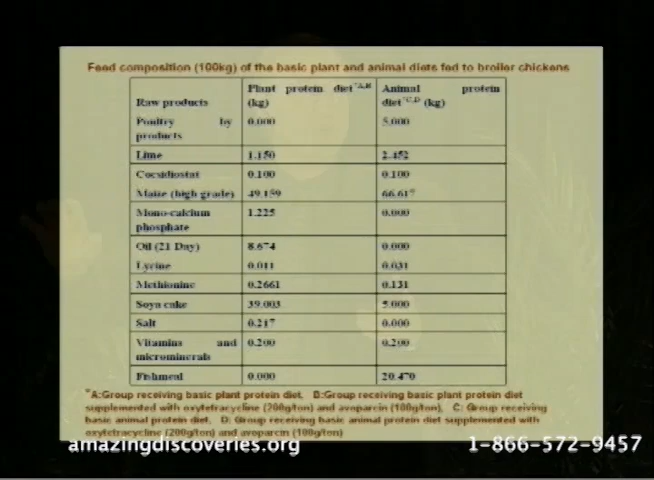 Feed composition (100kg) of the basic plant and animal diets fed to broiler chickens
Raw products Plant protein diet*A,B (kg) Animal protein diet*C,D (kg)
Poultry by products 0.000 5.000
Lime 1.150 2.452
Cocsidiostat 0.100 0.100
Maize (high grade) 49.159
Mono-calcium phosphate 1.225 0.000
Oil (21 Day) 8.674 0.000
Lycine 0.011 0.031
Methionine 0.2661 0.131
Soya cake 39.003 5.000
Salt 0.217 0.000
Vitamins and microminerals 0.200 0.200
Fishmeal 0.000 20.470
*A:Group receiving basic plant protein diet, B:Group receiving basic plant protein diet
supplemented with oxytetracycline (200g/ton) and avoparcin (100g/ton), C: Group receiving
basic animal protein diet, D: Group receiving basic animal protein diet supplemented with
oxytetracycline (200g/ton) and avoparcin (100g/ton)
amazingdiscoveries.org 1-866-572-9457